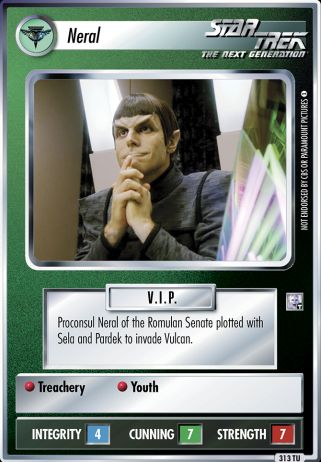 Neral
STAR TREK
THE NEXT GENERATION
NOT ENDORSED BY CBS OR PARAMOUNT PICTURES
V.I.P.
Proconsul Neral of the Romulan Senate plotted with
Sela and Pardek to invade Vulcan.
Treachery
Youth
INTEGRITY 4 CUNNING 7 STRENGTH 7
313 TU